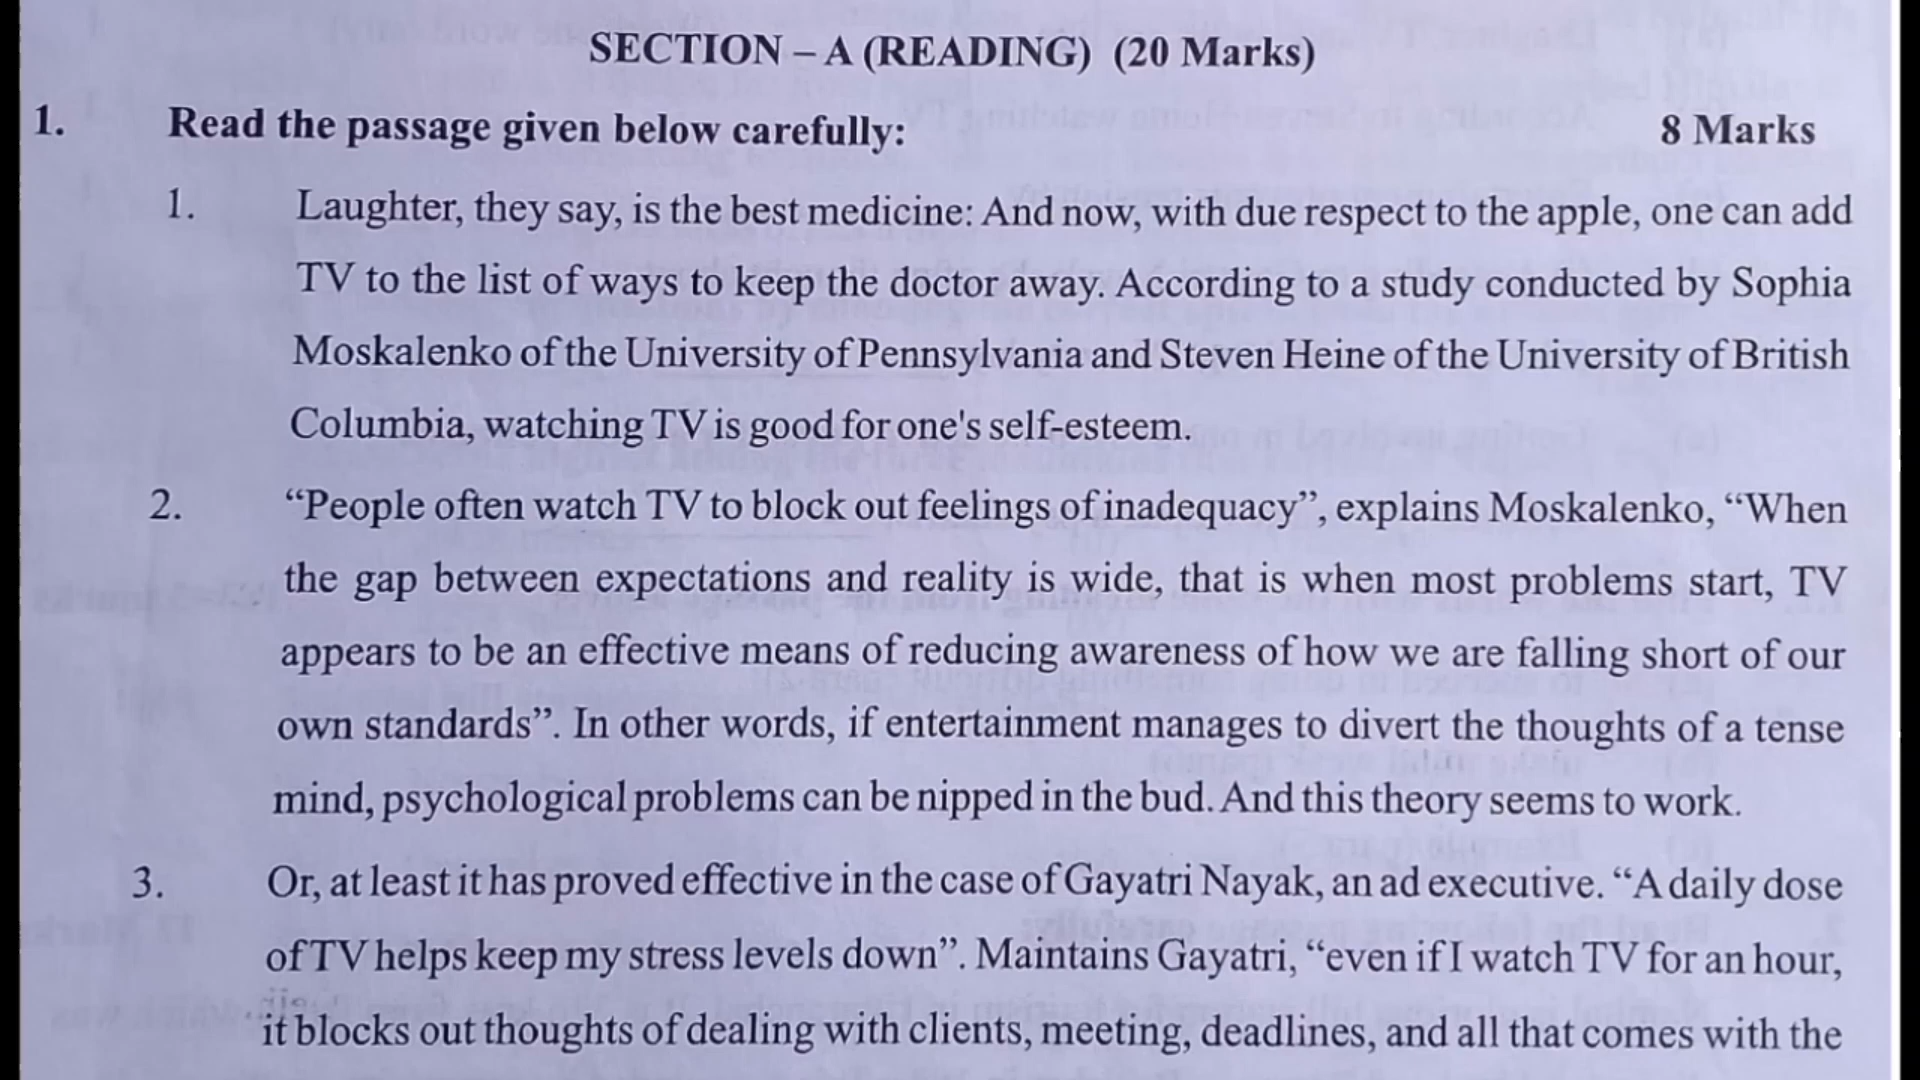 SECTION – A (READING) (20 Marks)
1. Read the passage given below carefully: 8 Marks
1. Laughter, they say, is the best medicine: And now, with due respect to the apple, one can add
TV to the list of ways to keep the doctor away. According to a study conducted by Sophia
Moskalenko of the University of Pennsylvania and Steven Heine of the University of British
Columbia, watching TV is good for one's self-esteem.
2. “People often watch TV to block out feelings of inadequacy”, explains Moskalenko, “When
the gap between expectations and reality is wide, that is when most problems start, TV
appears to be an effective means of reducing awareness of how we are falling short of our
own standards”. In other words, if entertainment manages to divert the thoughts of a tense
mind, psychological problems can be nipped in the bud. And this theory seems to work.
3. Or, at least it has proved effective in the case of Gayatri Nayak, an ad executive. “A daily dose
of TV helps keep my stress levels down”. Maintains Gayatri, “even if I watch TV for an hour,
it blocks out thoughts of dealing with clients, meeting, deadlines, and all that comes with the